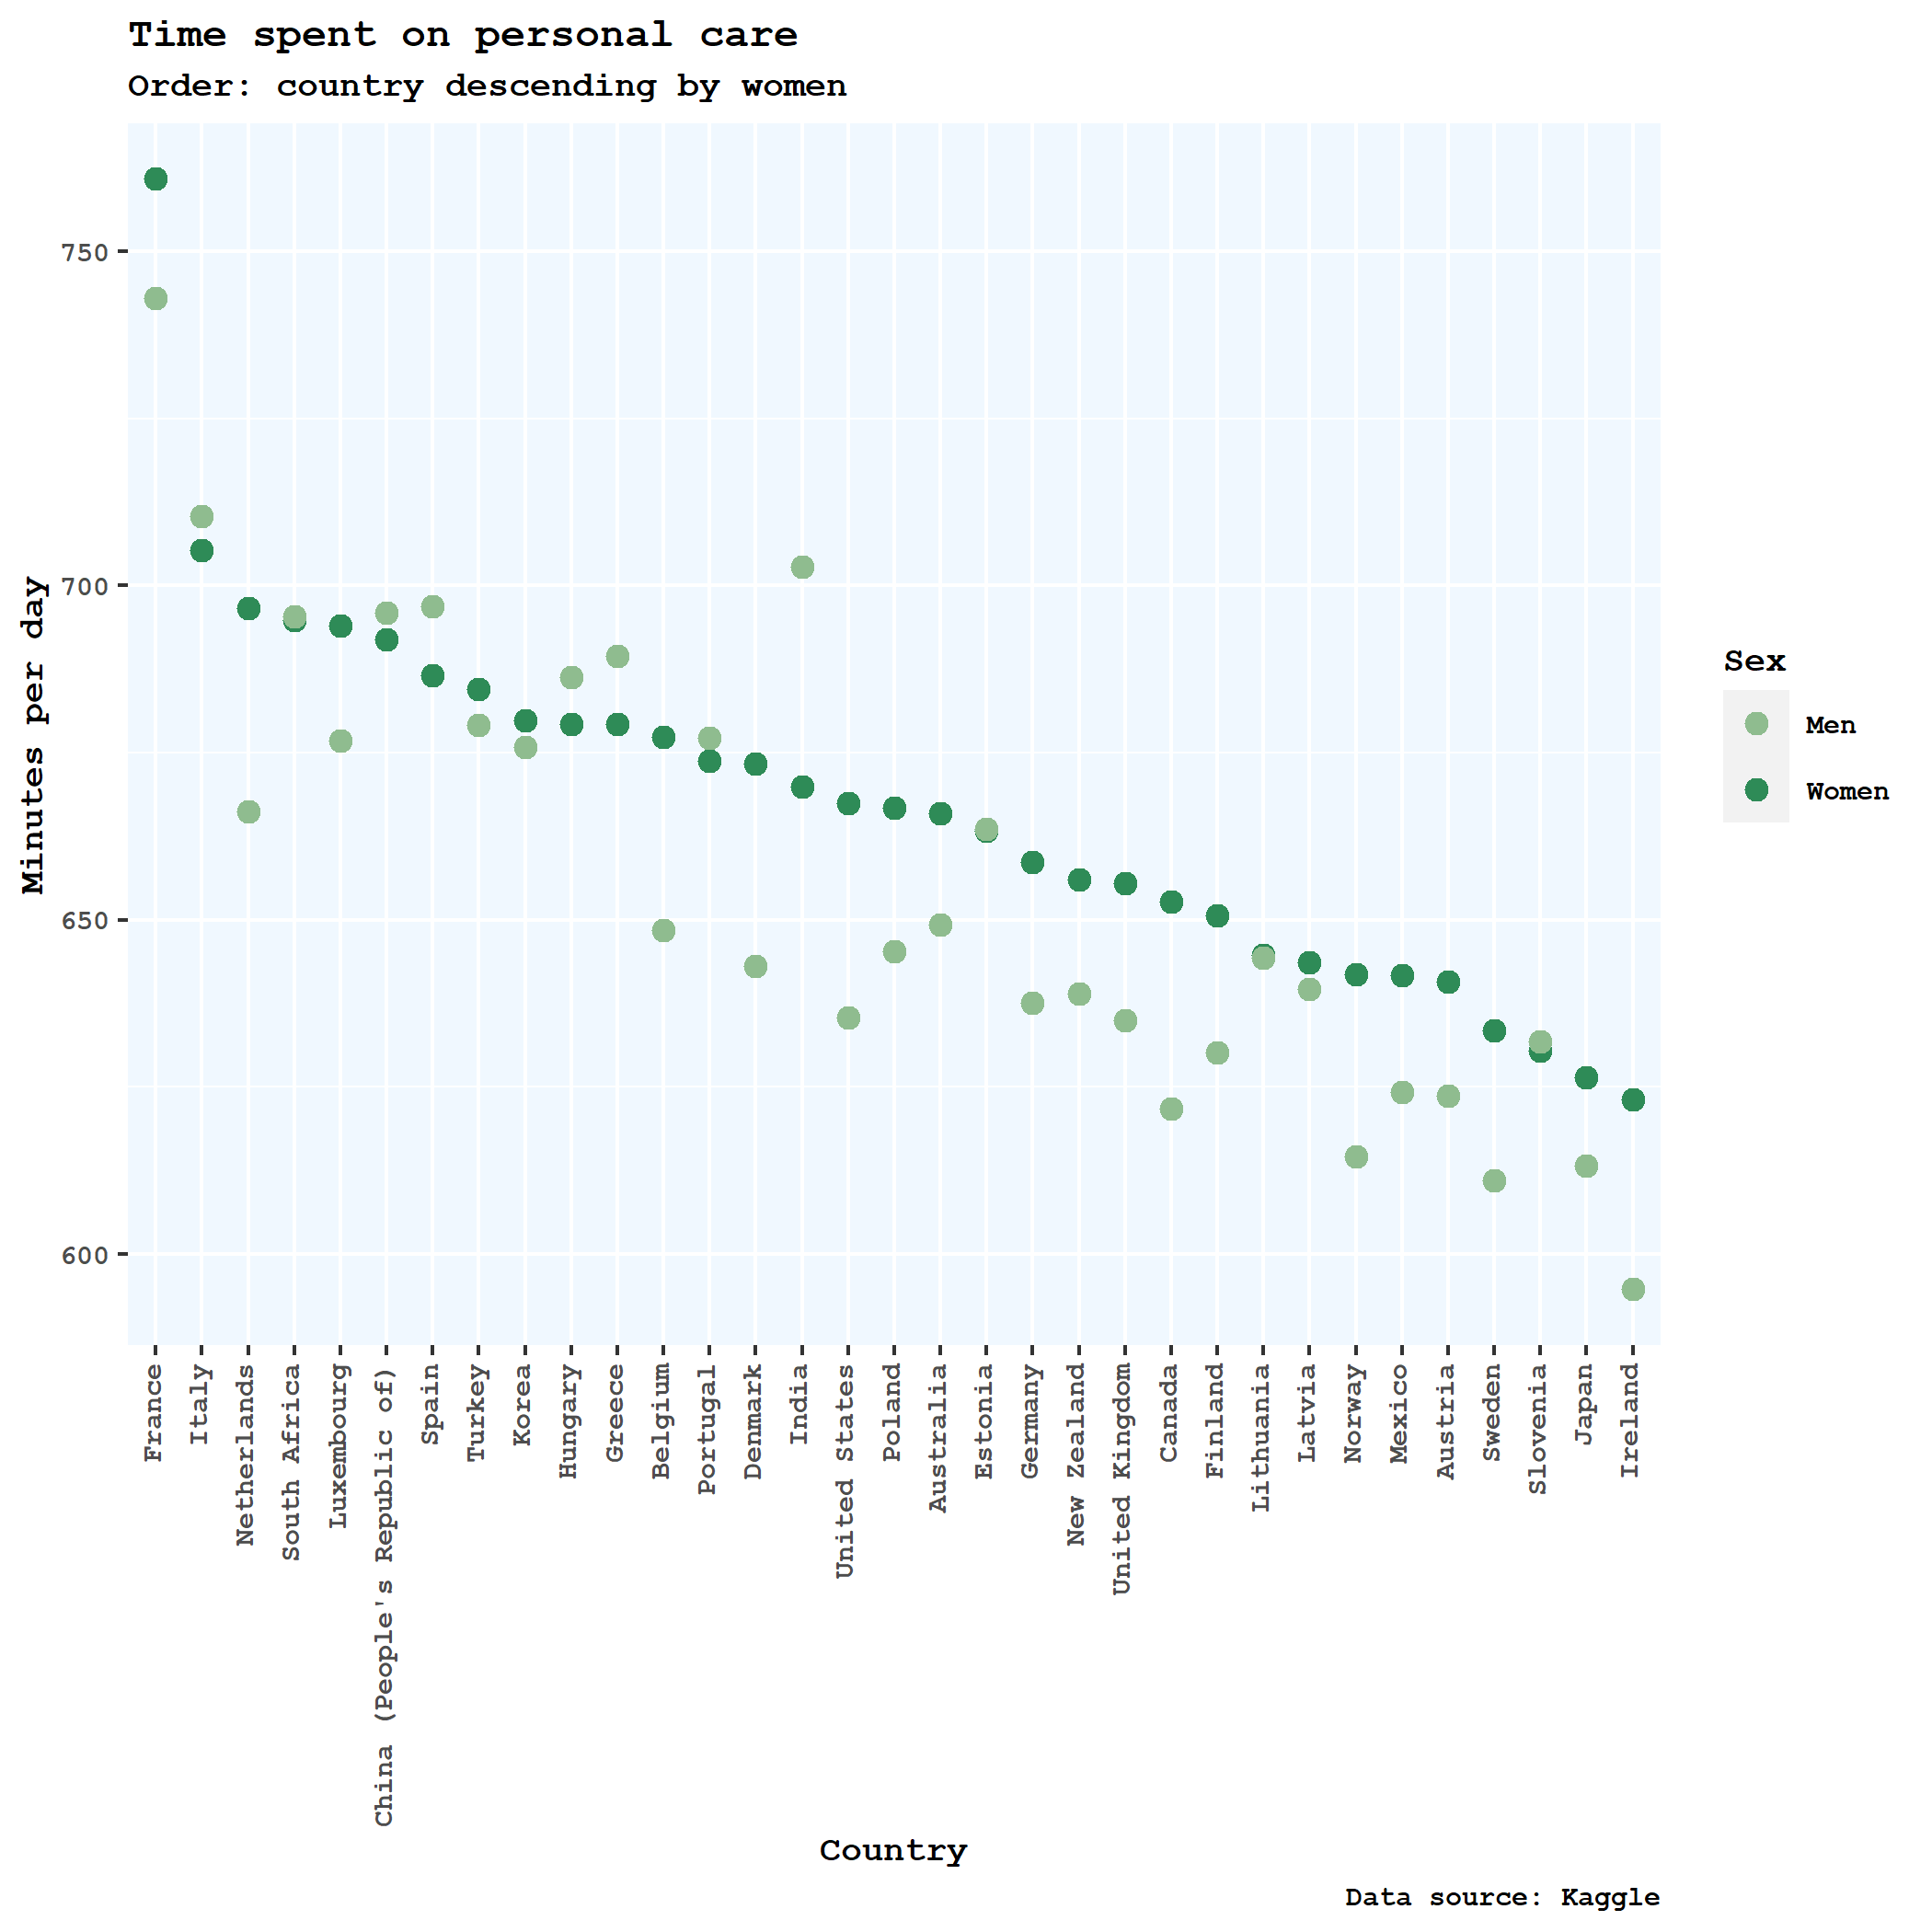 Time spent on personal care
Order: country descending by women
Minutes per day
750
700
650
600
France
Italy
Netherlands
South Africa
Luxembourg
China (People's Republic of)
Spain
Turkey
Korea
Hungary
Greece
Belgium
Portugal
Denmark
India
United States
Poland
Australia
Estonia
Germany
New Zealand
United Kingdom
Canada
Finland
Lithuania
Latvia
Norway
Mexico
Austria
Sweden
Slovenia
Japan
Ireland
Country
Sex
Men
Women
Data source: Kaggle